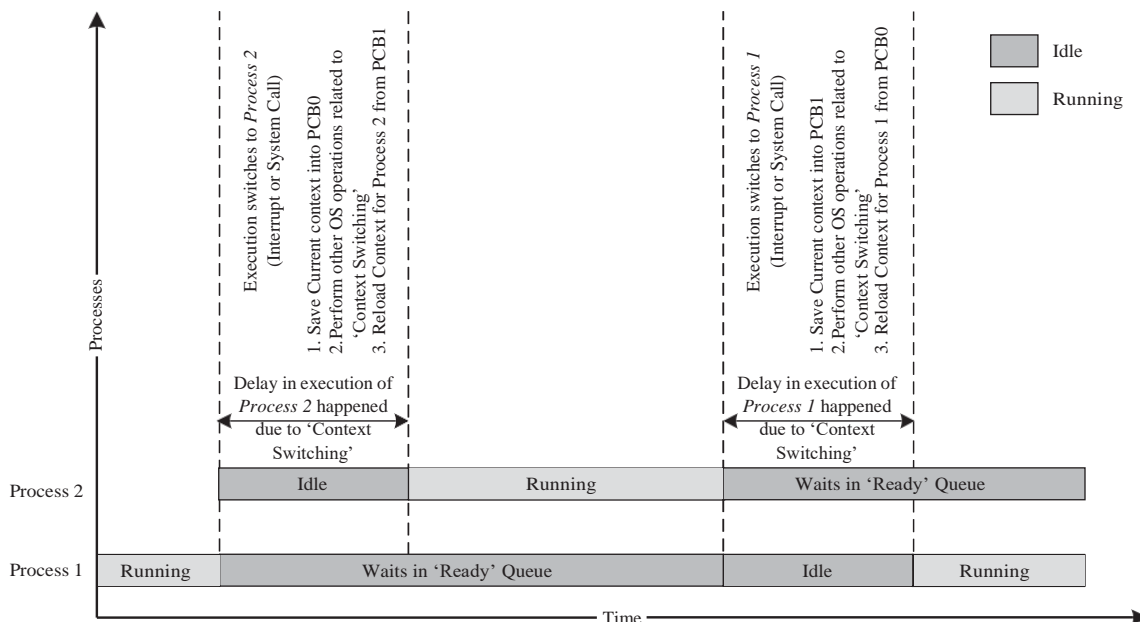 Execution switches to Process 2
(Interrupt or System Call)
1. Save Current context into PCB0
2.Perform other OS operations related to
‘Context Switching’
3. Reload Context for Process 2 from PCB1
Execution switches to Process 1
(Interrupt or System Call)
1. Save Current context into PCB1
2.Perform other OS operations related to
‘Context Switching’
3. Reload Context for Process 1 from PCB0
Idle
Running
Processes
Delay in execution of
Process 2 happened
due to ‘Context
Switching’
Delay in execution of
Process 1 happened
due to ‘Context
Switching’
Process 2
Idle
Running
Waits in ‘Ready’ Queue
Process 1
Running
Waits in ‘Ready’ Queue
Idle
Running
Time